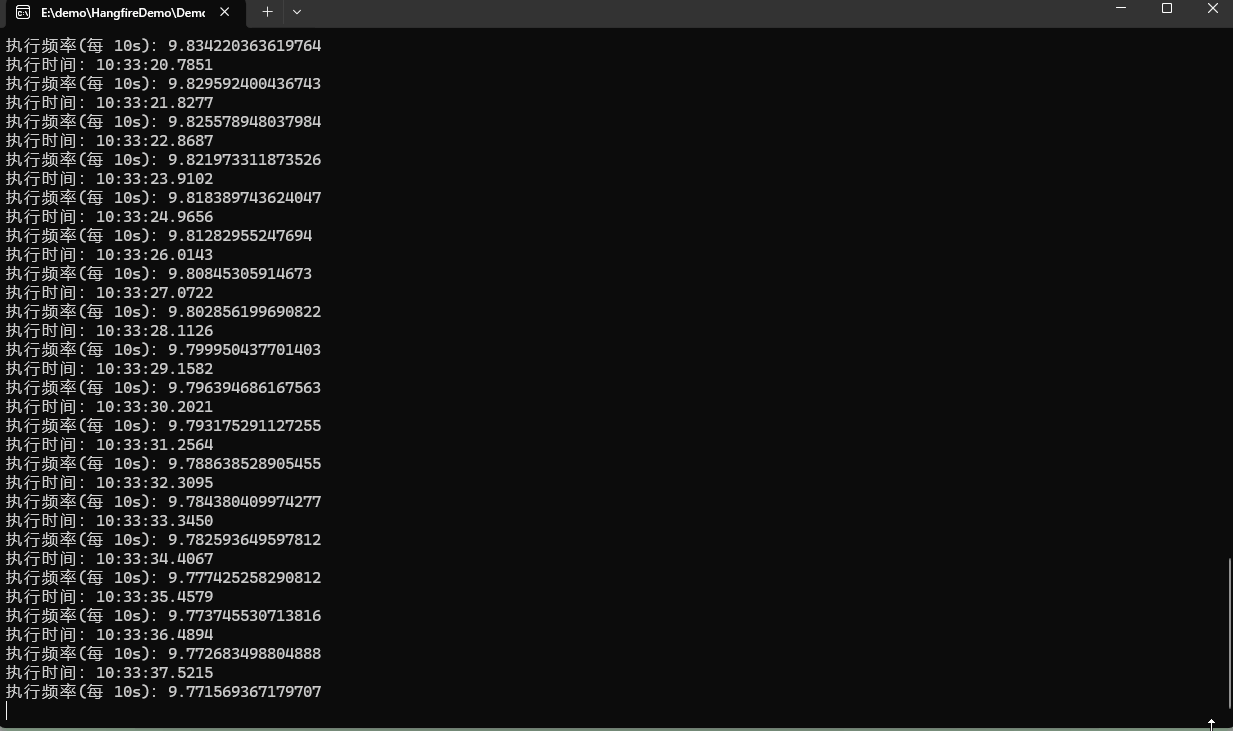 E:\demo\HangfireDemo\Demo
执行频率(每 10s): 9.834220363619764
执行时间: 10:33:20.7851
执行频率(每 10s): 9.829592400436743
执行时间: 10:33:21.8277
执行频率(每 10s): 9.825578948037984
执行时间: 10:33:22.8687
执行频率(每 10s): 9.821973311873526
执行时间: 10:33:23.9102
执行频率(每 10s): 9.818389743624047
执行时间: 10:33:24.9656
执行频率(每 10s): 9.81282955247694
执行时间: 10:33:26.0143
执行频率(每 10s): 9.80845305914673
执行时间: 10:33:27.0722
执行频率(每 10s): 9.802856199690822
执行时间: 10:33:28.1126
执行频率(每 10s): 9.799950437701403
执行时间: 10:33:29.1582
执行频率(每 10s): 9.796394686167563
执行时间: 10:33:30.2021
执行频率(每 10s): 9.793175291127255
执行时间: 10:33:31.2564
执行频率(每 10s): 9.788638528905455
执行时间: 10:33:32.3095
执行频率(每 10s): 9.784380409974277
执行时间: 10:33:33.3450
执行频率(每 10s): 9.782593649597812
执行时间: 10:33:34.4067
执行频率(每 10s): 9.777425258290812
执行时间: 10:33:35.4579
执行频率(每 10s): 9.773745530713816
执行时间: 10:33:36.4894
执行频率(每 10s): 9.772683498804888
执行时间: 10:33:37.5215
执行频率(每 10s): 9.771569367179707